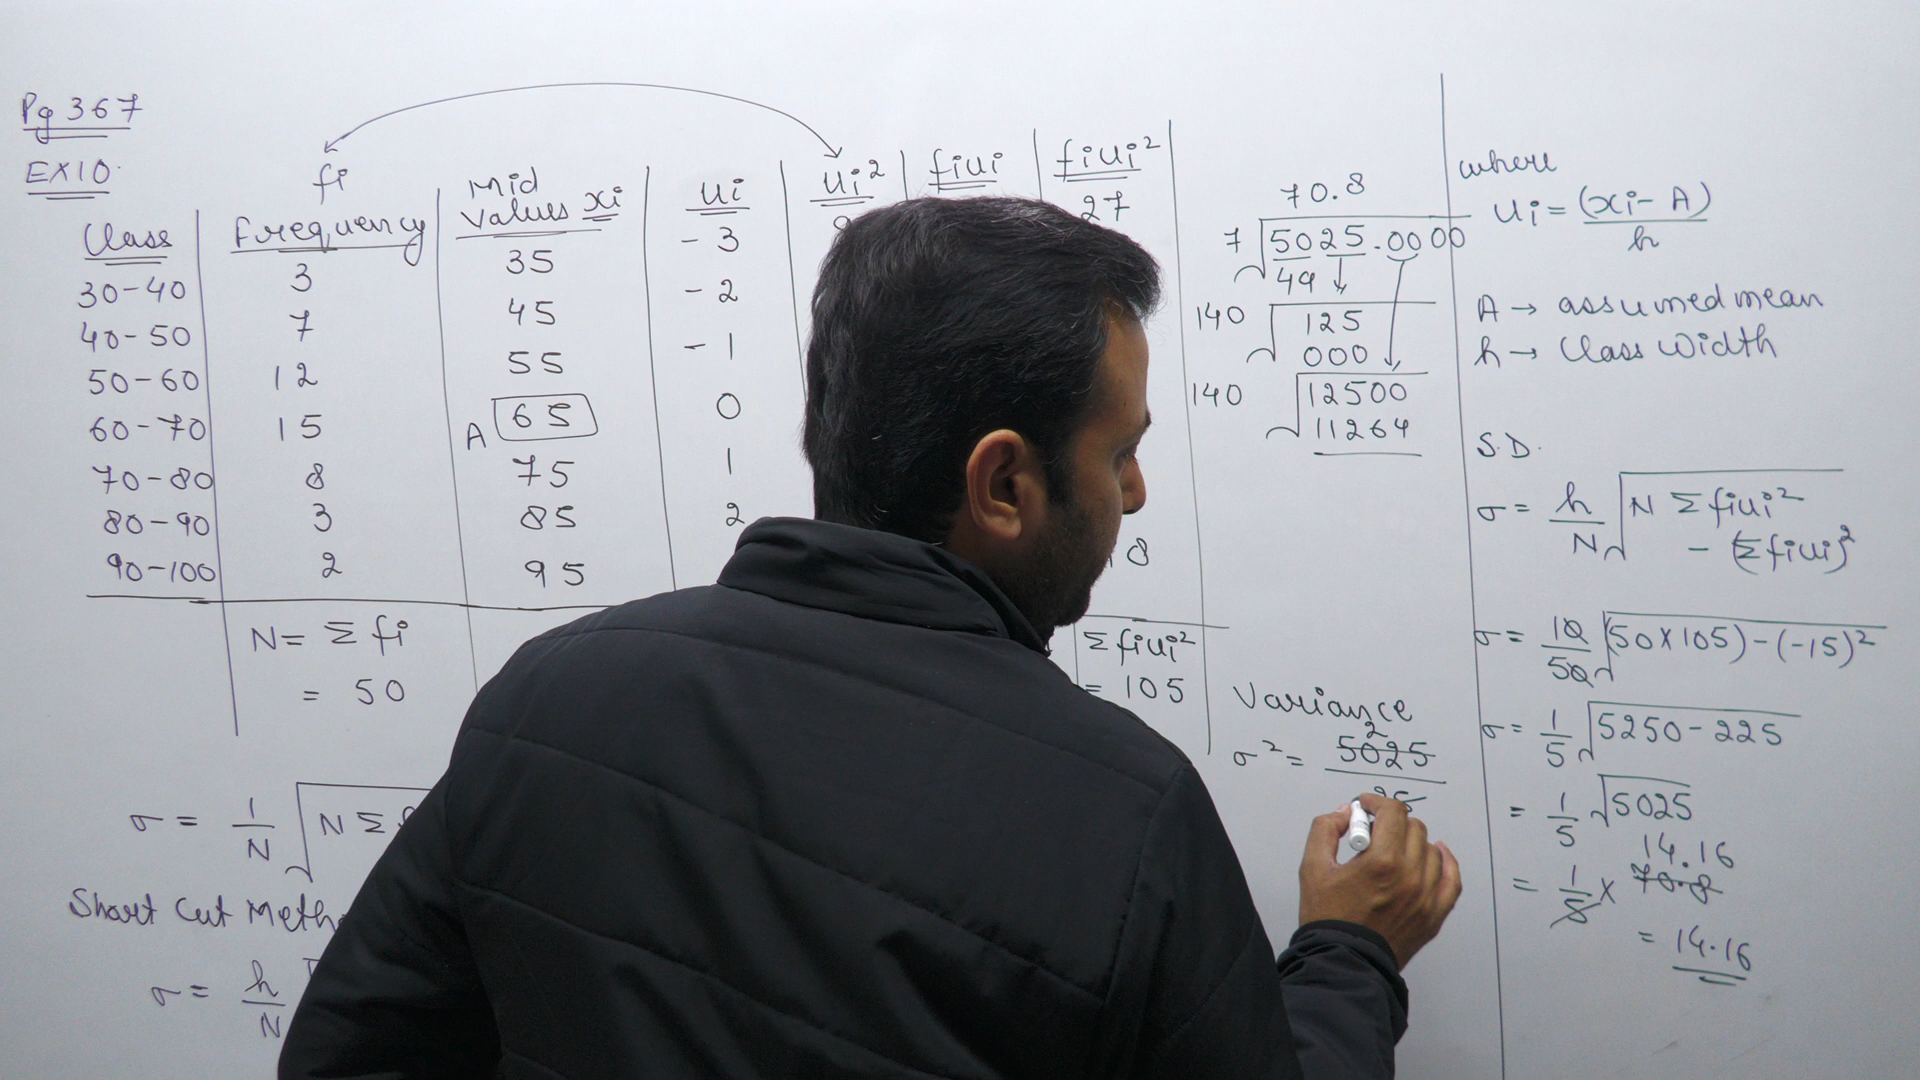 Pg 367
EX10.
Class
30-40
40-50
50-60
60-70
70-80
80-90
90-100
fi
Frequency
3
7
12
15
8
3
2
N = Σ fi
= 50
Mid
Values xi
35
45
55
A 65
75
85
95
ui
-3
-2
-1
0
1
2
ui²
fiui
fiui²
27
18
Σfiui²
= 105
σ = 1/N √N Σ
Short Cut Meth
σ = h/N
70.8
7 √5025.0000
49
140 √125
000
140 √12500
11264
Variance
2
σ² = 5025
25
where
ui = (xi - A)/h
A → assumed mean
h → Class Width
S.D.
σ = h/N √N Σfiui²
- (Σfiui)²
σ = 10/50 √(50×105)-(-15)²
σ = 1/5 √5250-225
= 1/5 √5025
14.16
= 1/5 × 70.8
= 14.16